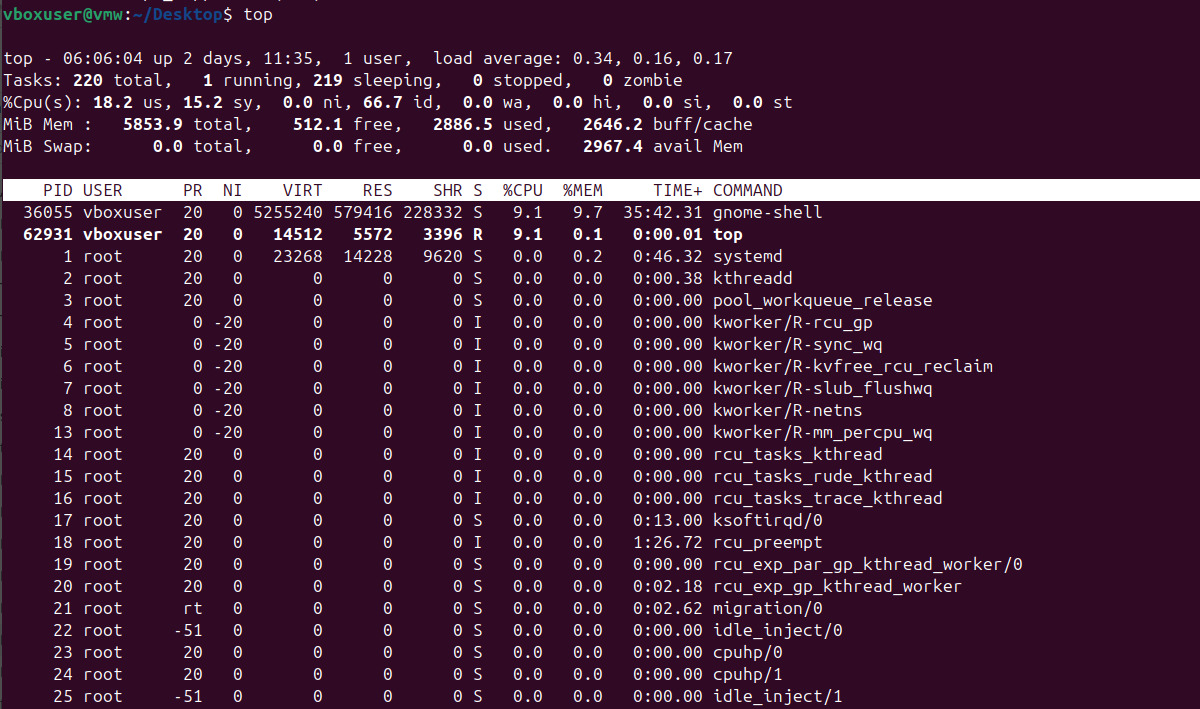 vboxuser@vmw:~/Desktop$ top
top - 06:06:04 up 2 days, 11:35,  1 user,  load average: 0.34, 0.16, 0.17
Tasks: 220 total,   1 running, 219 sleeping,   0 stopped,   0 zombie
%Cpu(s): 18.2 us, 15.2 sy,  0.0 ni, 66.7 id,  0.0 wa,  0.0 hi,  0.0 si,  0.0 st
MiB Mem :   5853.9 total,    512.1 free,   2886.5 used,   2646.2 buff/cache
MiB Swap:      0.0 total,      0.0 free,      0.0 used.   2967.4 avail Mem
    PID USER      PR  NI    VIRT    RES    SHR S  %CPU  %MEM     TIME+ COMMAND
  36055 vboxuser  20   0 5255240 579416 228332 S   9.1   9.7  35:42.31 gnome-shell
  62931 vboxuser  20   0   14512   5572   3396 R   9.1   0.1   0:00.01 top
      1 root      20   0   23268  14228   9620 S   0.0   0.2   0:46.32 systemd
      2 root      20   0       0      0      0 S   0.0   0.0   0:00.38 kthreadd
      3 root      20   0       0      0      0 S   0.0   0.0   0:00.00 pool_workqueue_release
      4 root       0 -20       0      0      0 I   0.0   0.0   0:00.00 kworker/R-rcu_gp
      5 root       0 -20       0      0      0 I   0.0   0.0   0:00.00 kworker/R-sync_wq
      6 root       0 -20       0      0      0 I   0.0   0.0   0:00.00 kworker/R-kvfree_rcu_reclaim
      7 root       0 -20       0      0      0 I   0.0   0.0   0:00.00 kworker/R-slub_flushwq
      8 root       0 -20       0      0      0 I   0.0   0.0   0:00.00 kworker/R-netns
     13 root       0 -20       0      0      0 I   0.0   0.0   0:00.00 kworker/R-mm_percpu_wq
     14 root      20   0       0      0      0 I   0.0   0.0   0:00.00 rcu_tasks_kthread
     15 root      20   0       0      0      0 I   0.0   0.0   0:00.00 rcu_tasks_rude_kthread
     16 root      20   0       0      0      0 I   0.0   0.0   0:00.00 rcu_tasks_trace_kthread
     17 root      20   0       0      0      0 S   0.0   0.0   0:13.00 ksoftirqd/0
     18 root      20   0       0      0      0 I   0.0   0.0   1:26.72 rcu_preempt
     19 root      20   0       0      0      0 S   0.0   0.0   0:00.00 rcu_exp_par_gp_kthread_worker/0
     20 root      20   0       0      0      0 S   0.0   0.0   0:02.18 rcu_exp_gp_kthread_worker
     21 root      rt   0       0      0      0 S   0.0   0.0   0:02.62 migration/0
     22 root     -51   0       0      0      0 S   0.0   0.0   0:00.00 idle_inject/0
     23 root      20   0       0      0      0 S   0.0   0.0   0:00.00 cpuhp/0
     24 root      20   0       0      0      0 S   0.0   0.0   0:00.00 cpuhp/1
     25 root     -51   0       0      0      0 S   0.0   0.0   0:00.00 idle_inject/1